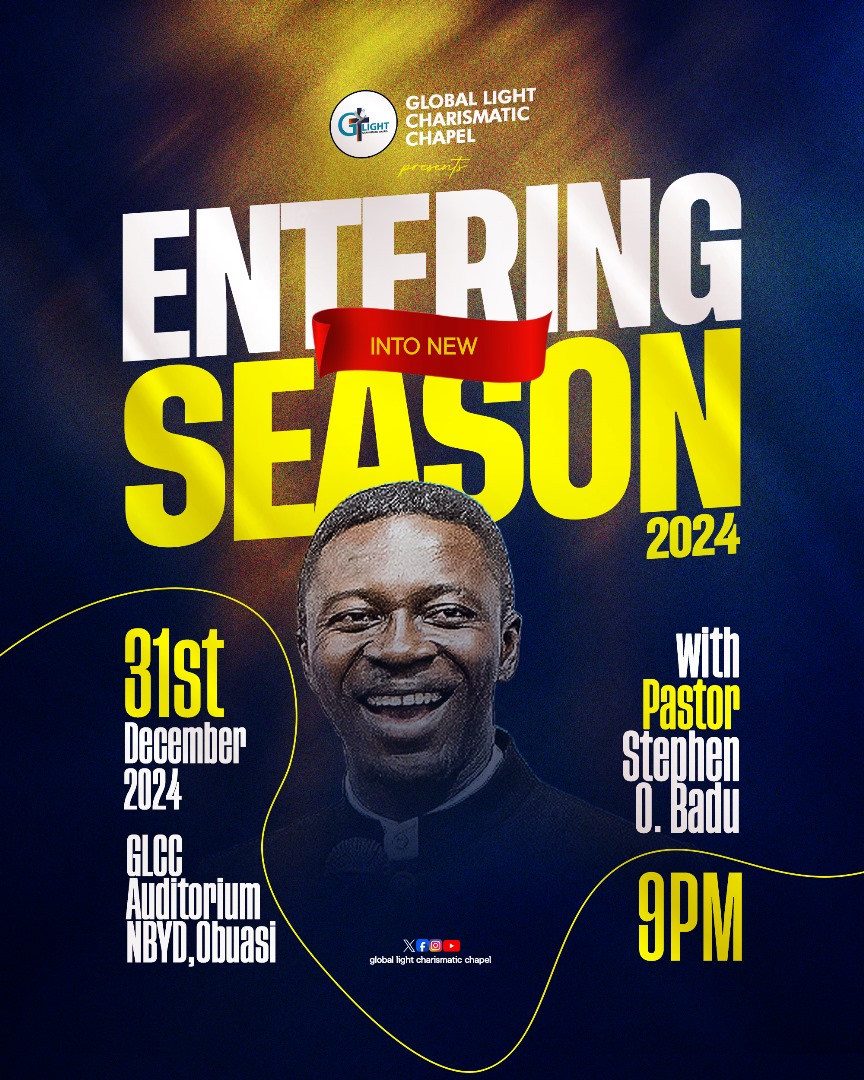 GLIGHT
GLOBAL LIGHT
CHARISMATIC
CHAPEL
presents
ENTERING
INTO NEW
SEASON
2024
31st
December
2024
GLCC
Auditorium
NBYD,Obuasi
with
Pastor
Stephen
O. Badu
9PM
global light charismatic chapel